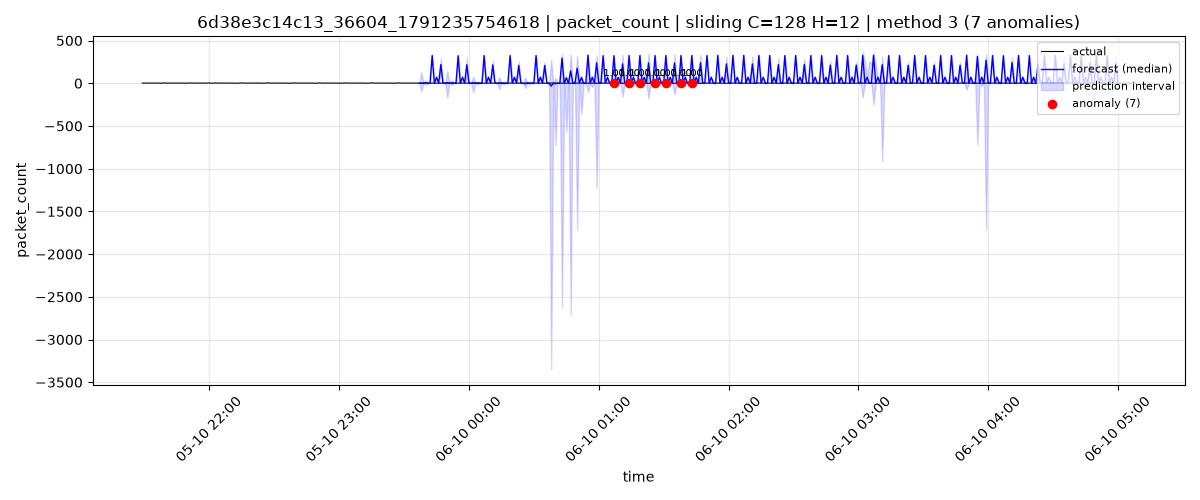 6d38e3c14c13_36604_1791235754618 | packet_count | sliding C=128 H=12 | method 3 (7 anomalies)
packet_count
500
0
−500
−1000
−1500
−2000
−2500
−3000
−3500
actual
forecast (median)
prediction interval
anomaly (7)
05-10 22:00
05-10 23:00
06-10 00:00
06-10 01:00
06-10 02:00
06-10 03:00
06-10 04:00
06-10 05:00
time